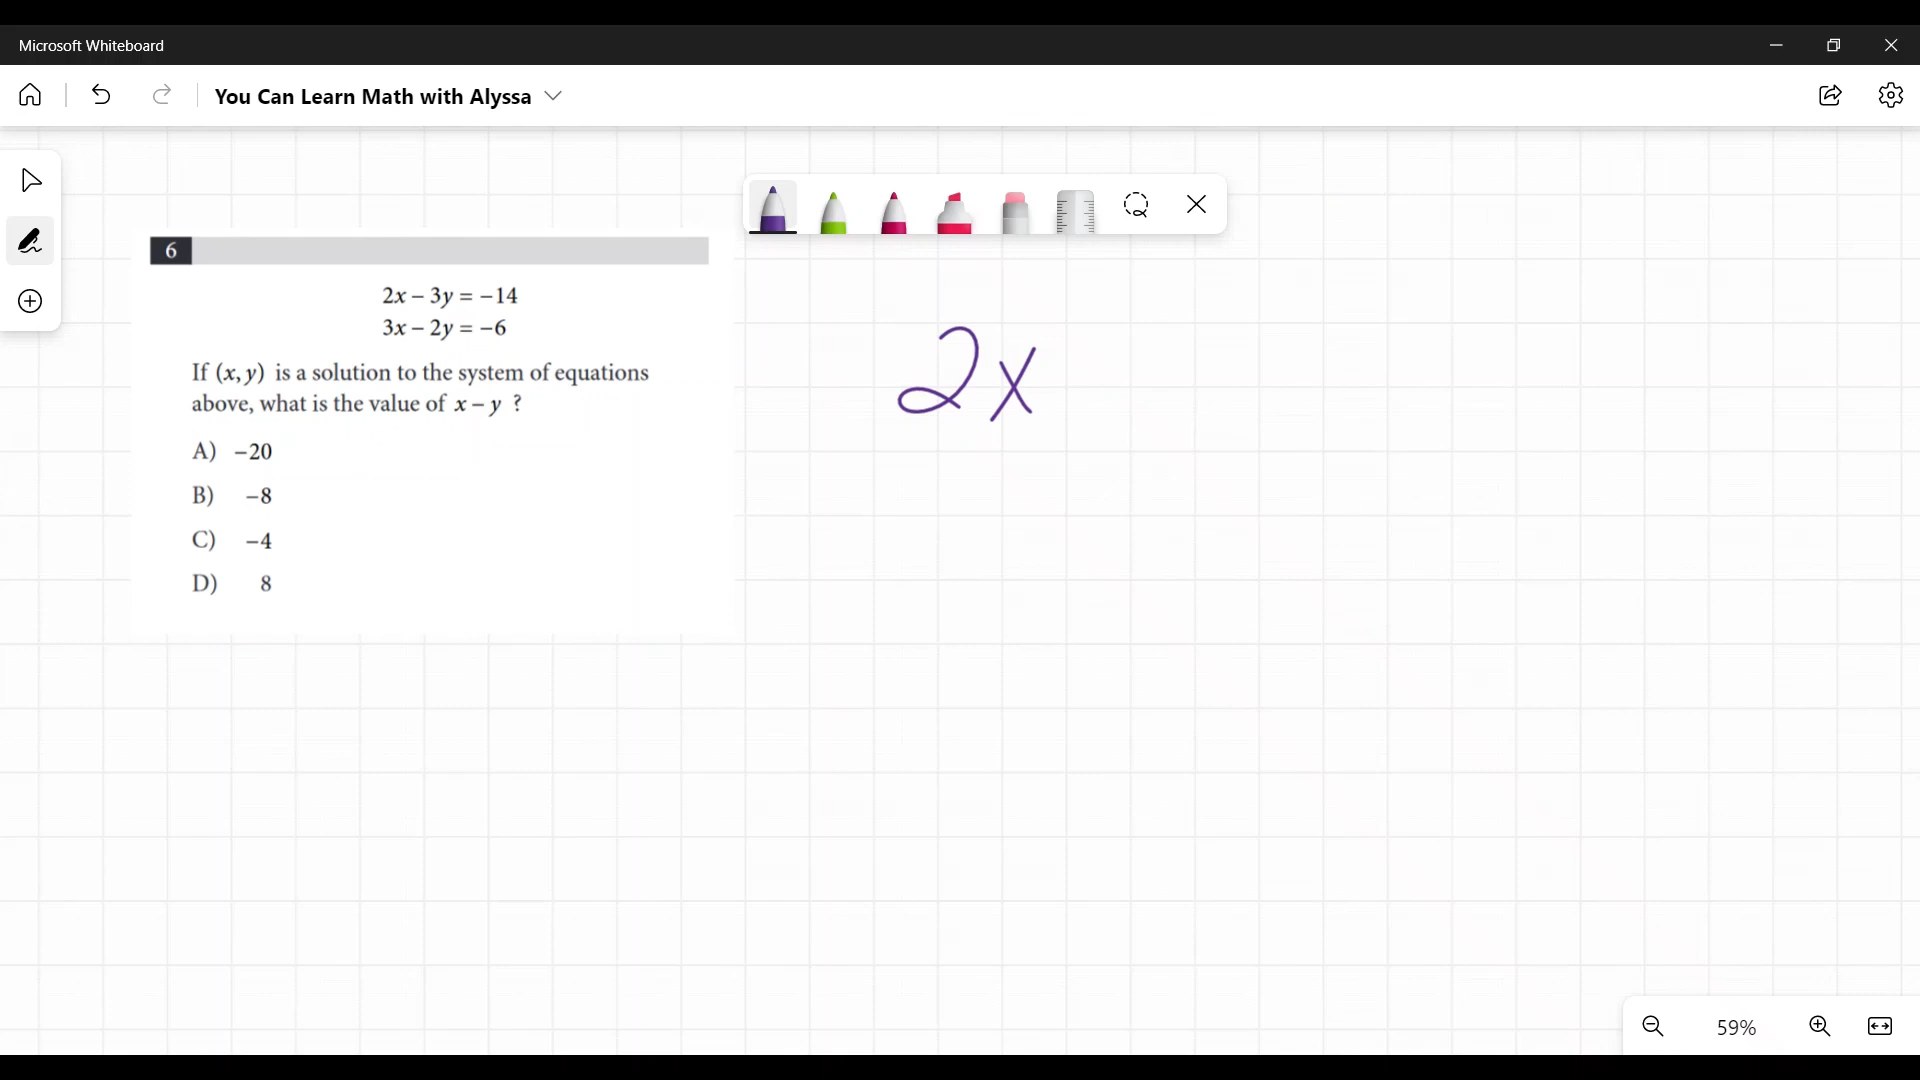 Microsoft Whiteboard
You Can Learn Math with Alyssa
6
2x – 3y = –14
3x – 2y = –6
If (x, y) is a solution to the system of equations
above, what is the value of x – y ?
A) –20
B) –8
C) –4
D) 8
2x
59%